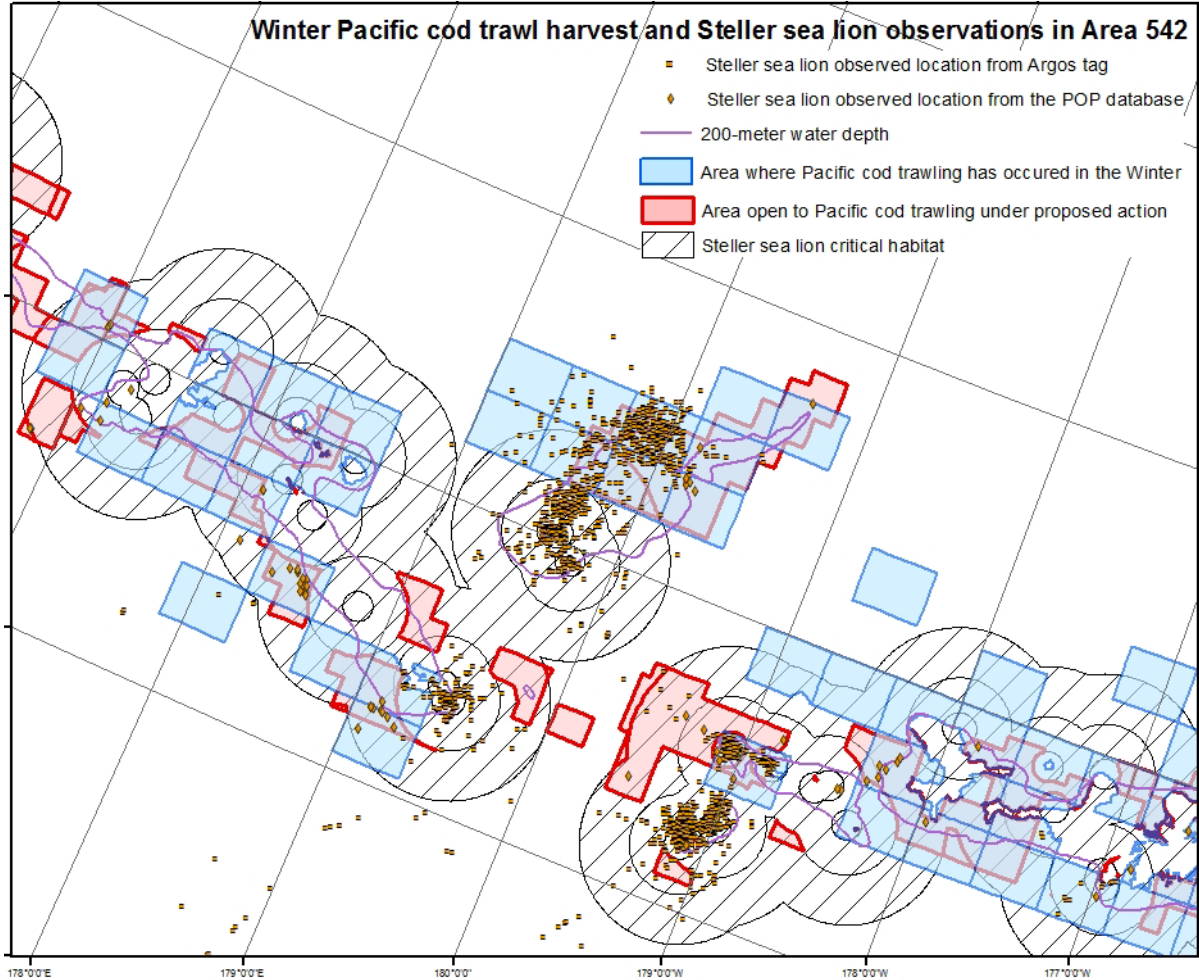 Winter Pacific cod trawl harvest and Steller sea lion observations in Area 542
Steller sea lion observed location from Argos tag
Steller sea lion observed location from the POP database
200-meter water depth
Area where Pacific cod trawling has occured in the Winter
Area open to Pacific cod trawling under proposed action
Steller sea lion critical habitat
178°0'0"E 179°0'0"E 180°0'0" 179°0'0"W 178°0'0"W 177°0'0"W